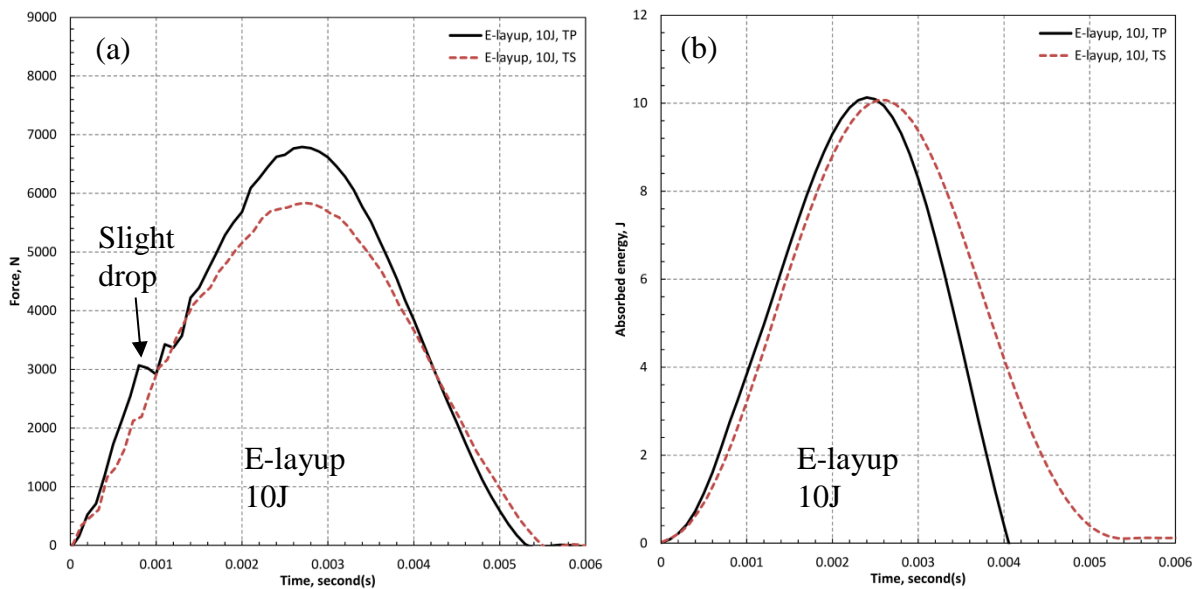 (a)
E-layup, 10J, TP
E-layup, 10J, TS
9000
8000
7000
6000
5000
4000
3000
2000
1000
0
Force, N
Slight
drop
E-layup
10J
0 0.001 0.002 0.003 0.004 0.005 0.006
Time, second(s)
(b)
E-layup, 10J, TP
E-layup, 10J, TS
12
10
8
6
4
2
0
Absorbed energy, J
E-layup
10J
0 0.001 0.002 0.003 0.004 0.005 0.006
Time, second(s)